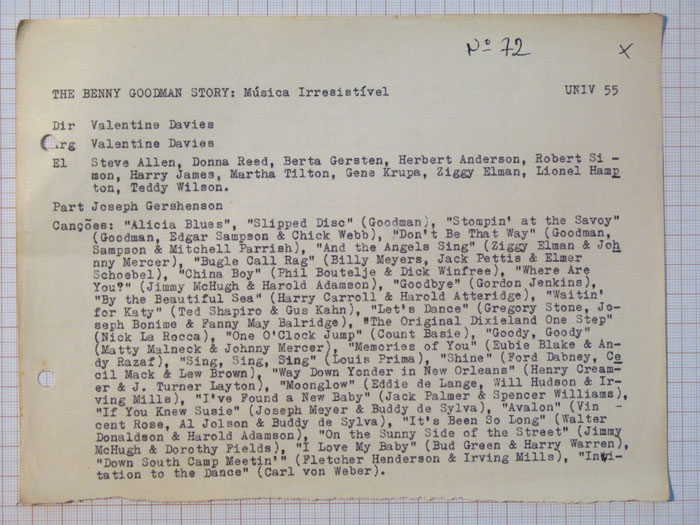 Nº 72 x
THE BENNY GOODMAN STORY: Música Irresistível UNIV 55
Dir Valentine Davies
Arg Valentine Davies
El Steve Allen, Donna Reed, Berta Gersten, Herbert Anderson, Robert Si -
mon, Harry James, Martha Tilton, Gene Krupa, Ziggy Elman, Lionel Hamp
ton, Teddy Wilson.
Part Joseph Gershenson
Canções: "Alicia Blues", "Slipped Disc" (Goodman), "Stompin' at the Savoy"
(Goodman, Edgar Sampson & Chick Webb), "Don't Be That Way" (Goodman,
Sampson & Mitchell Parrish), "And the Angels Sing" (Ziggy Elman & Joh
nny Mercer), "Bugle Call Rag" (Billy Meyers, Jack Pettis & Elmer
Schoebel), "China Boy" (Phil Boutelje & Dick Winfree), "Where Are
You?" (Jimmy McHugh & Harold Adamson), "Goodbye" (Gordon Jenkins),
"By the Beautiful Sea" (Harry Carroll & Harold Atteridge), "Waitin'
for Katy" (Ted Shapiro & Gus Kahn), "Let's Dance" (Gregory Stone, Jo-
seph Bonime & Fanny May Balridge), "The Original Dixieland One Step"
(Nick La Rocca), "One O'Clock Jump" (Count Basie), "Goody, Goody"
(Matty Malneck & Johnny Mercer), "Memories of You" (Eubie Blake & An-
dy Razaf), "Sing, Sing, Sing" (Louis Prima), "Shine" (Ford Dabney, Ce
cil Mack & Lew Brown), "Way Down Yonder in New Orleans" (Henry Cream-
er & J. Turner Layton), "Moonglow" (Eddie de Lange, Will Hudson & Ir-
ving Mills), "I've Found a New Baby" (Jack Palmer & Spencer Williams),
"If You Knew Susie" (Joseph Meyer & Buddy de Sylva), "Avalon" (Vin -
cent Rose, Al Jolson & Buddy de Sylva), "It's Been So Long" (Walter
Donaldson & Harold Adamson), "On the Sunny Side of the Street" (Jimmy
McHugh & Dorothy Fields), "I Love My Baby" (Bud Green & Harry Warren),
"Down South Camp Meetin'" (Fletcher Henderson & Irving Mills), "Invi-
tation to the Dance" (Carl von Weber).